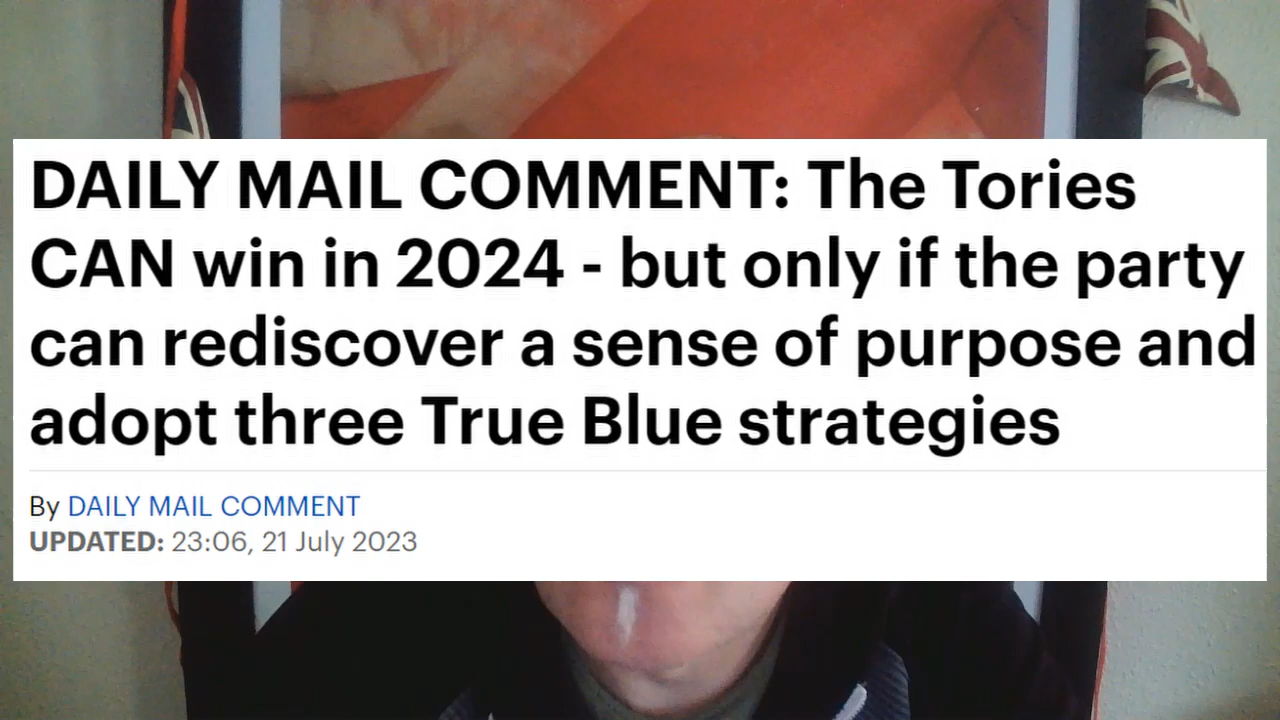 DAILY MAIL COMMENT: The Tories
CAN win in 2024 - but only if the party
can rediscover a sense of purpose and
adopt three True Blue strategies
By DAILY MAIL COMMENT
UPDATED: 23:06, 21 July 2023